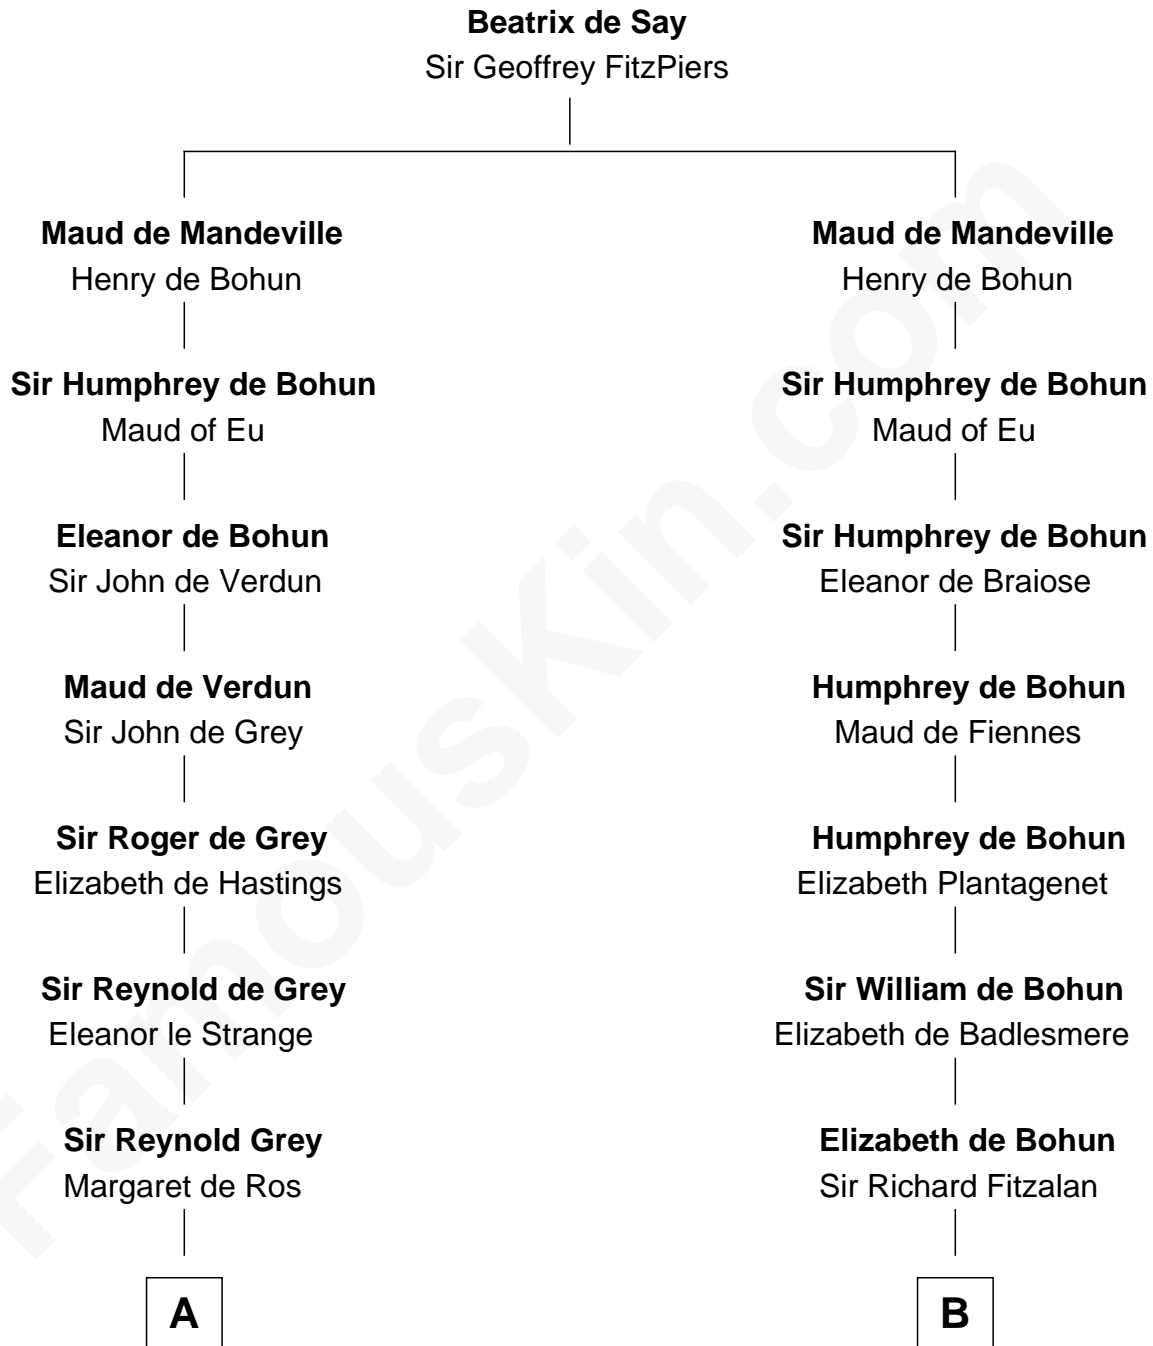 Beatrix de Say
Sir Geoffrey FitzPiers
Maud de Mandeville
Henry de Bohun
Sir Humphrey de Bohun
Maud of Eu
Eleanor de Bohun
Sir John de Verdun
Maud de Verdun
Sir John de Grey
Sir Roger de Grey
Elizabeth de Hastings
Sir Reynold de Grey
Eleanor le Strange
Sir Reynold Grey
Margaret de Ros
A
Maud de Mandeville
Henry de Bohun
Sir Humphrey de Bohun
Maud of Eu
Sir Humphrey de Bohun
Eleanor de Braiose
Humphrey de Bohun
Maud de Fiennes
Humphrey de Bohun
Elizabeth Plantagenet
Sir William de Bohun
Elizabeth de Badlesmere
Elizabeth de Bohun
Sir Richard Fitzalan
B
FamousKin.com